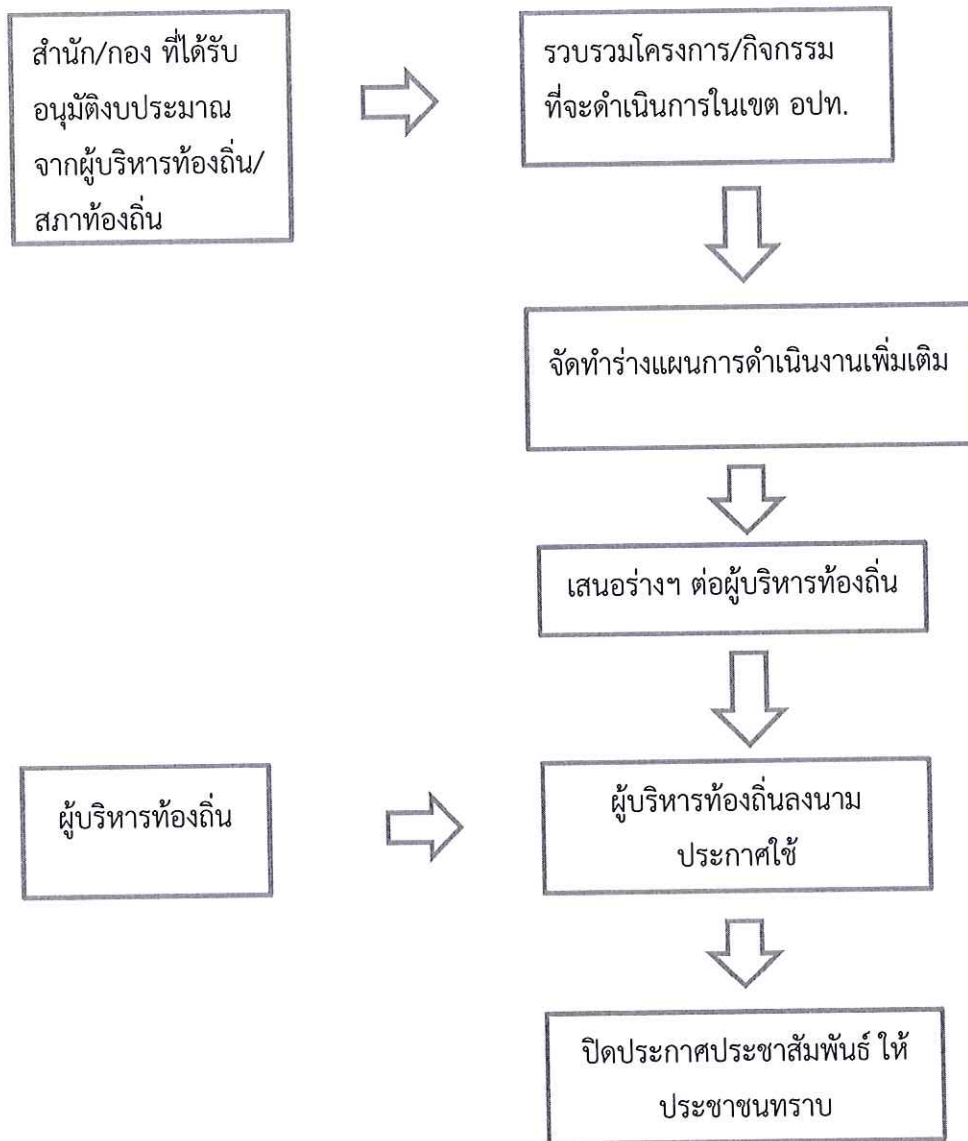 สำนัก/กอง ที่ได้รับ
อนุมัติงบประมาณ
จากผู้บริหารท้องถิ่น/
สภาท้องถิ่น
รวบรวมโครงการ/กิจกรรม
ที่จะดำเนินการในเขต อปท.
จัดทำร่างแผนการดำเนินงานเพิ่มเติม
เสนอร่างฯ ต่อผู้บริหารท้องถิ่น
ผู้บริหารท้องถิ่น
ผู้บริหารท้องถิ่นลงนาม
ประกาศใช้
ปิดประกาศประชาสัมพันธ์ ให้
ประชาชนทราบ